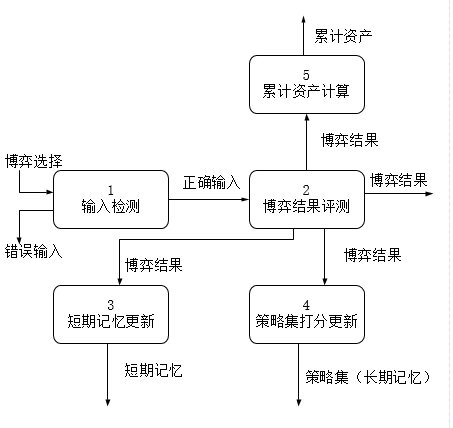 累计资产
5
累计资产计算
博弈结果
博弈选择
1
输入检测
正确输入
2
博弈结果评测
博弈结果
错误输入
博弈结果
博弈结果
3
短期记忆更新
4
策略集打分更新
短期记忆
策略集（长期记忆）